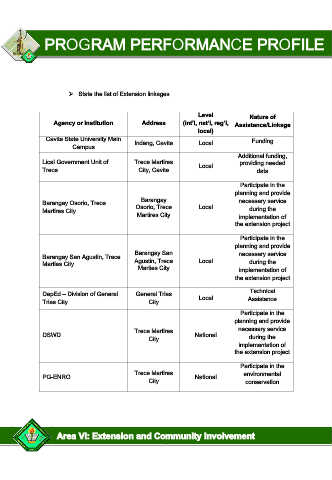 PROGRAM PERFORMANCE PROFILE
➢ State the list of Extension linkages
Agency or Institution
Address
Level
(int'l, nat'l, reg'l,
local)
Nature of
Assistance/Linkage
Cavite State University Main
Campus
Indang, Cavite
Local
Funding
Local Government Unit of
Trece
Trece Martires
City, Cavite
Local
Additional funding,
providing needed
data
Barangay Osorio, Trece
Martires City
Barangay
Osorio, Trece
Martires City
Local
Participate in the
planning and provide
necessary service
during the
implementation of
the extension project
Barangay San Agustin, Trece
Marties City
Barangay San
Agustin, Trece
Marties City
Local
Participate in the
planning and provide
necessary service
during the
implementation of
the extension project
DepEd – Division of General
Trias City
General Trias
City
Local
Technical
Assistance
DSWD
Trece Martires
City
National
Participate in the
planning and provide
necessary service
during the
implementation of
the extension project
PG-ENRO
Trece Martires
City
National
Participate in the
environmental
conservation
Area VI: Extension and Community Involvement